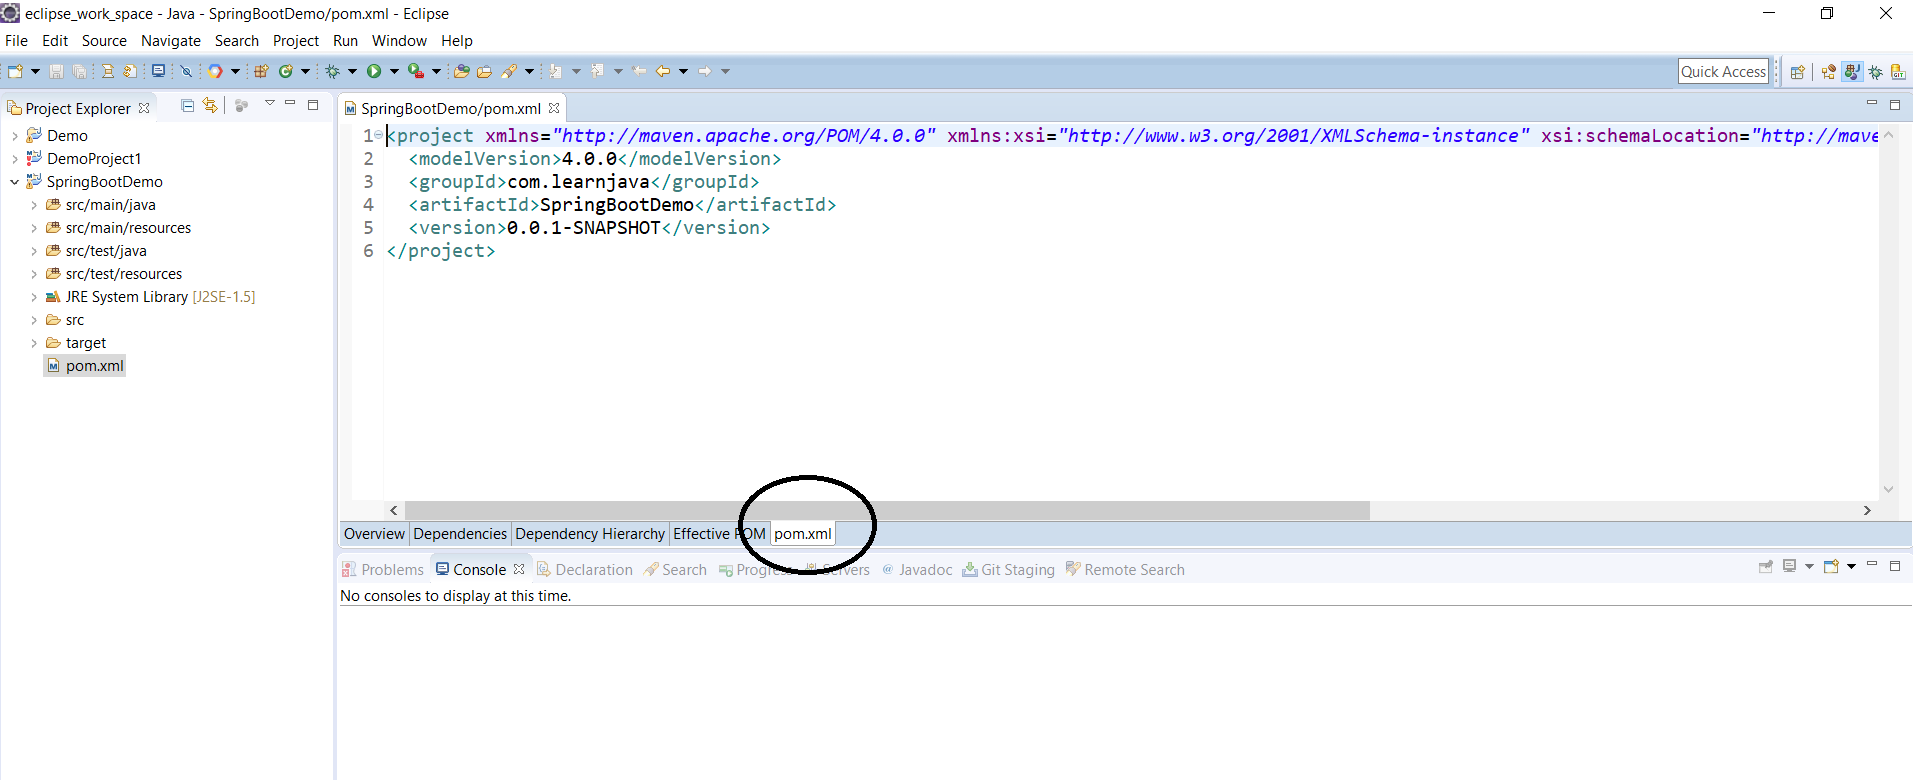 eclipse_work_space - Java - SpringBootDemo/pom.xml - Eclipse
File Edit Source Navigate Search Project Run Window Help
Quick Access
Project Explorer
Demo
DemoProject1
SpringBootDemo
src/main/java
src/main/resources
src/test/java
src/test/resources
JRE System Library [J2SE-1.5]
src
target
pom.xml
SpringBootDemo/pom.xml
1 <project xmlns="http://maven.apache.org/POM/4.0.0" xmlns:xsi="http://www.w3.org/2001/XMLSchema-instance" xsi:schemaLocation="http://mave
2 <modelVersion>4.0.0</modelVersion>
3 <groupId>com.learnjava</groupId>
4 <artifactId>SpringBootDemo</artifactId>
5 <version>0.0.1-SNAPSHOT</version>
6 </project>
Overview Dependencies Dependency Hierarchy Effective POM pom.xml
Problems Console Declaration Search Progress Servers @ Javadoc Git Staging Remote Search
No consoles to display at this time.